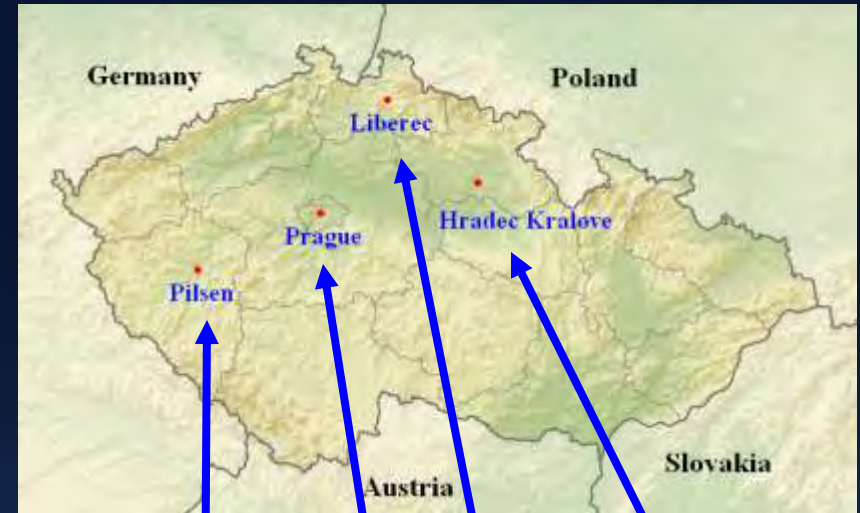 Germany
Poland
Liberec
Hradec Kralove
Prague
Pilsen
Slovakia
Austria